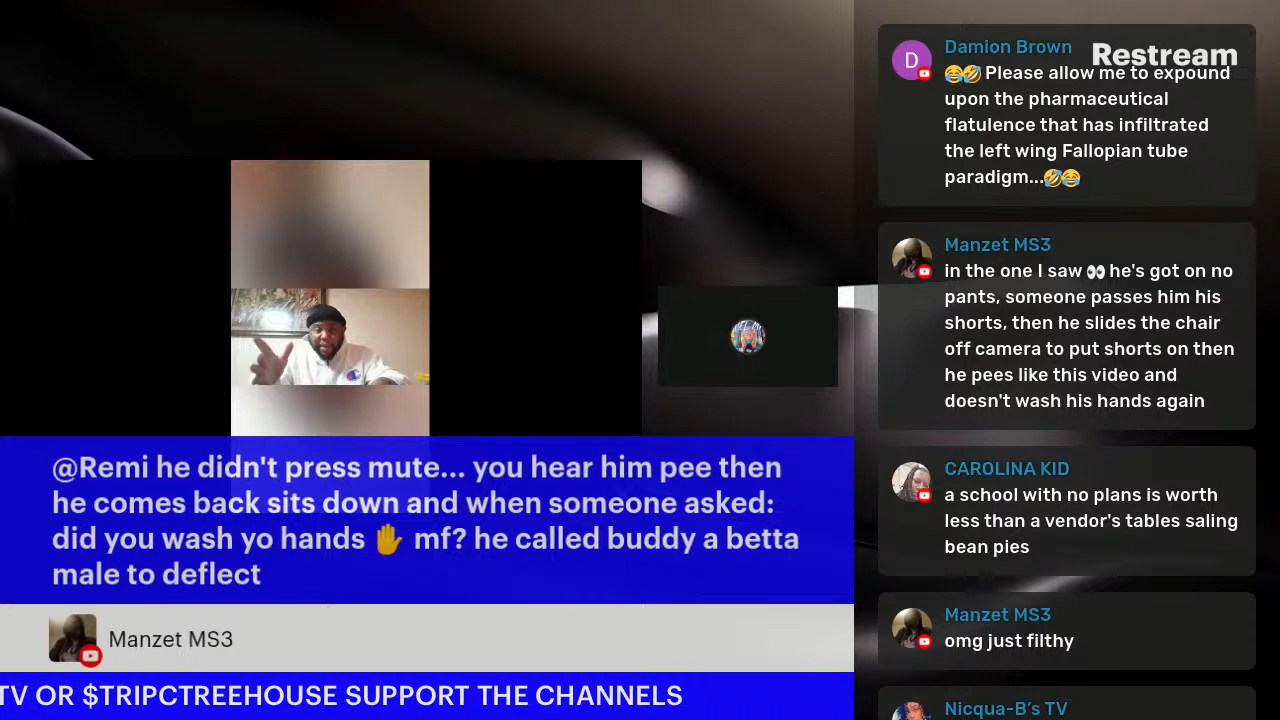 Restream
D
Damion Brown
😂🤣 Please allow me to expound
upon the pharmaceutical
flatulence that has infiltrated
the left wing Fallopian tube
paradigm...🤣😂
Manzet MS3
in the one I saw 👀 he's got on no
pants, someone passes him his
shorts, then he slides the chair
off camera to put shorts on then
he pees like this video and
doesn't wash his hands again
CAROLINA KID
a school with no plans is worth
less than a vendor's tables saling
bean pies
Manzet MS3
omg just filthy
Nicqua-B's TV
@Remi he didn't press mute... you hear him pee then
he comes back sits down and when someone asked:
did you wash yo hands ✋ mf? he called buddy a betta
male to deflect
Manzet MS3
TV OR $TRIPCTREEHOUSE SUPPORT THE CHANNELS